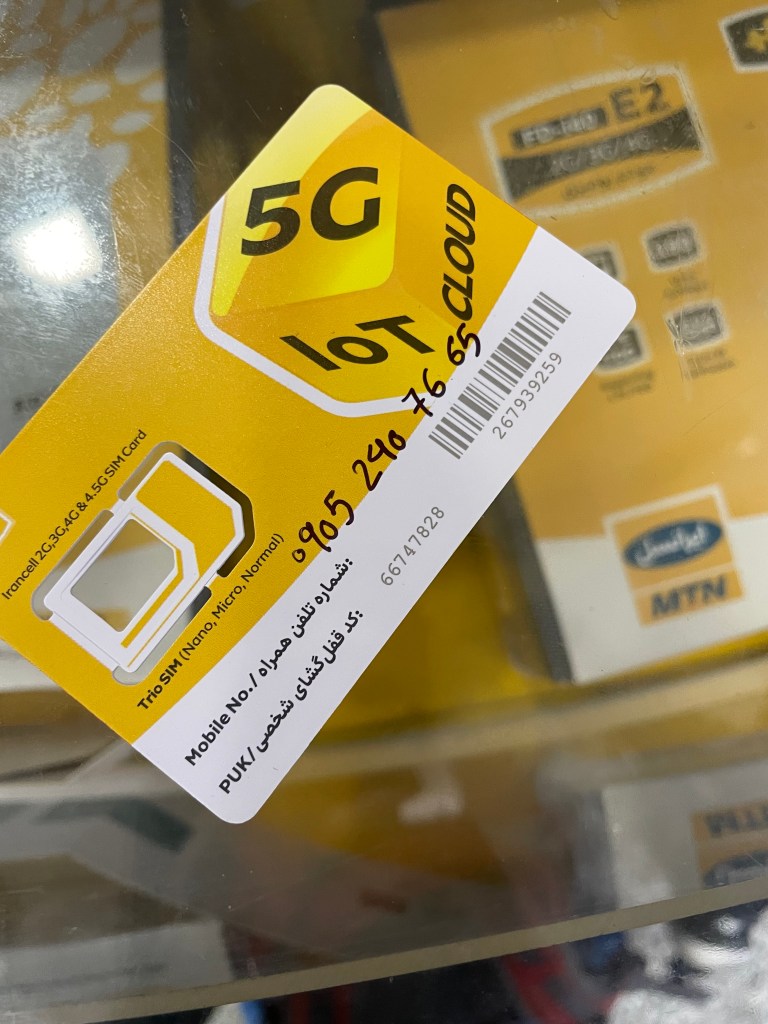 5G
IoT
CLOUD
Irancell 2G,3G,4G & 4.5G SIM Card
Trio SIM (Nano, Micro, Normal)
Mobile No./ شماره تلفن همراه:
0905 240 76 65
PUK/ کد قفل‌گشای شخصی:
66747828
267939259
E2
2G/3G/4G
ایرانسل
MTN
MTN